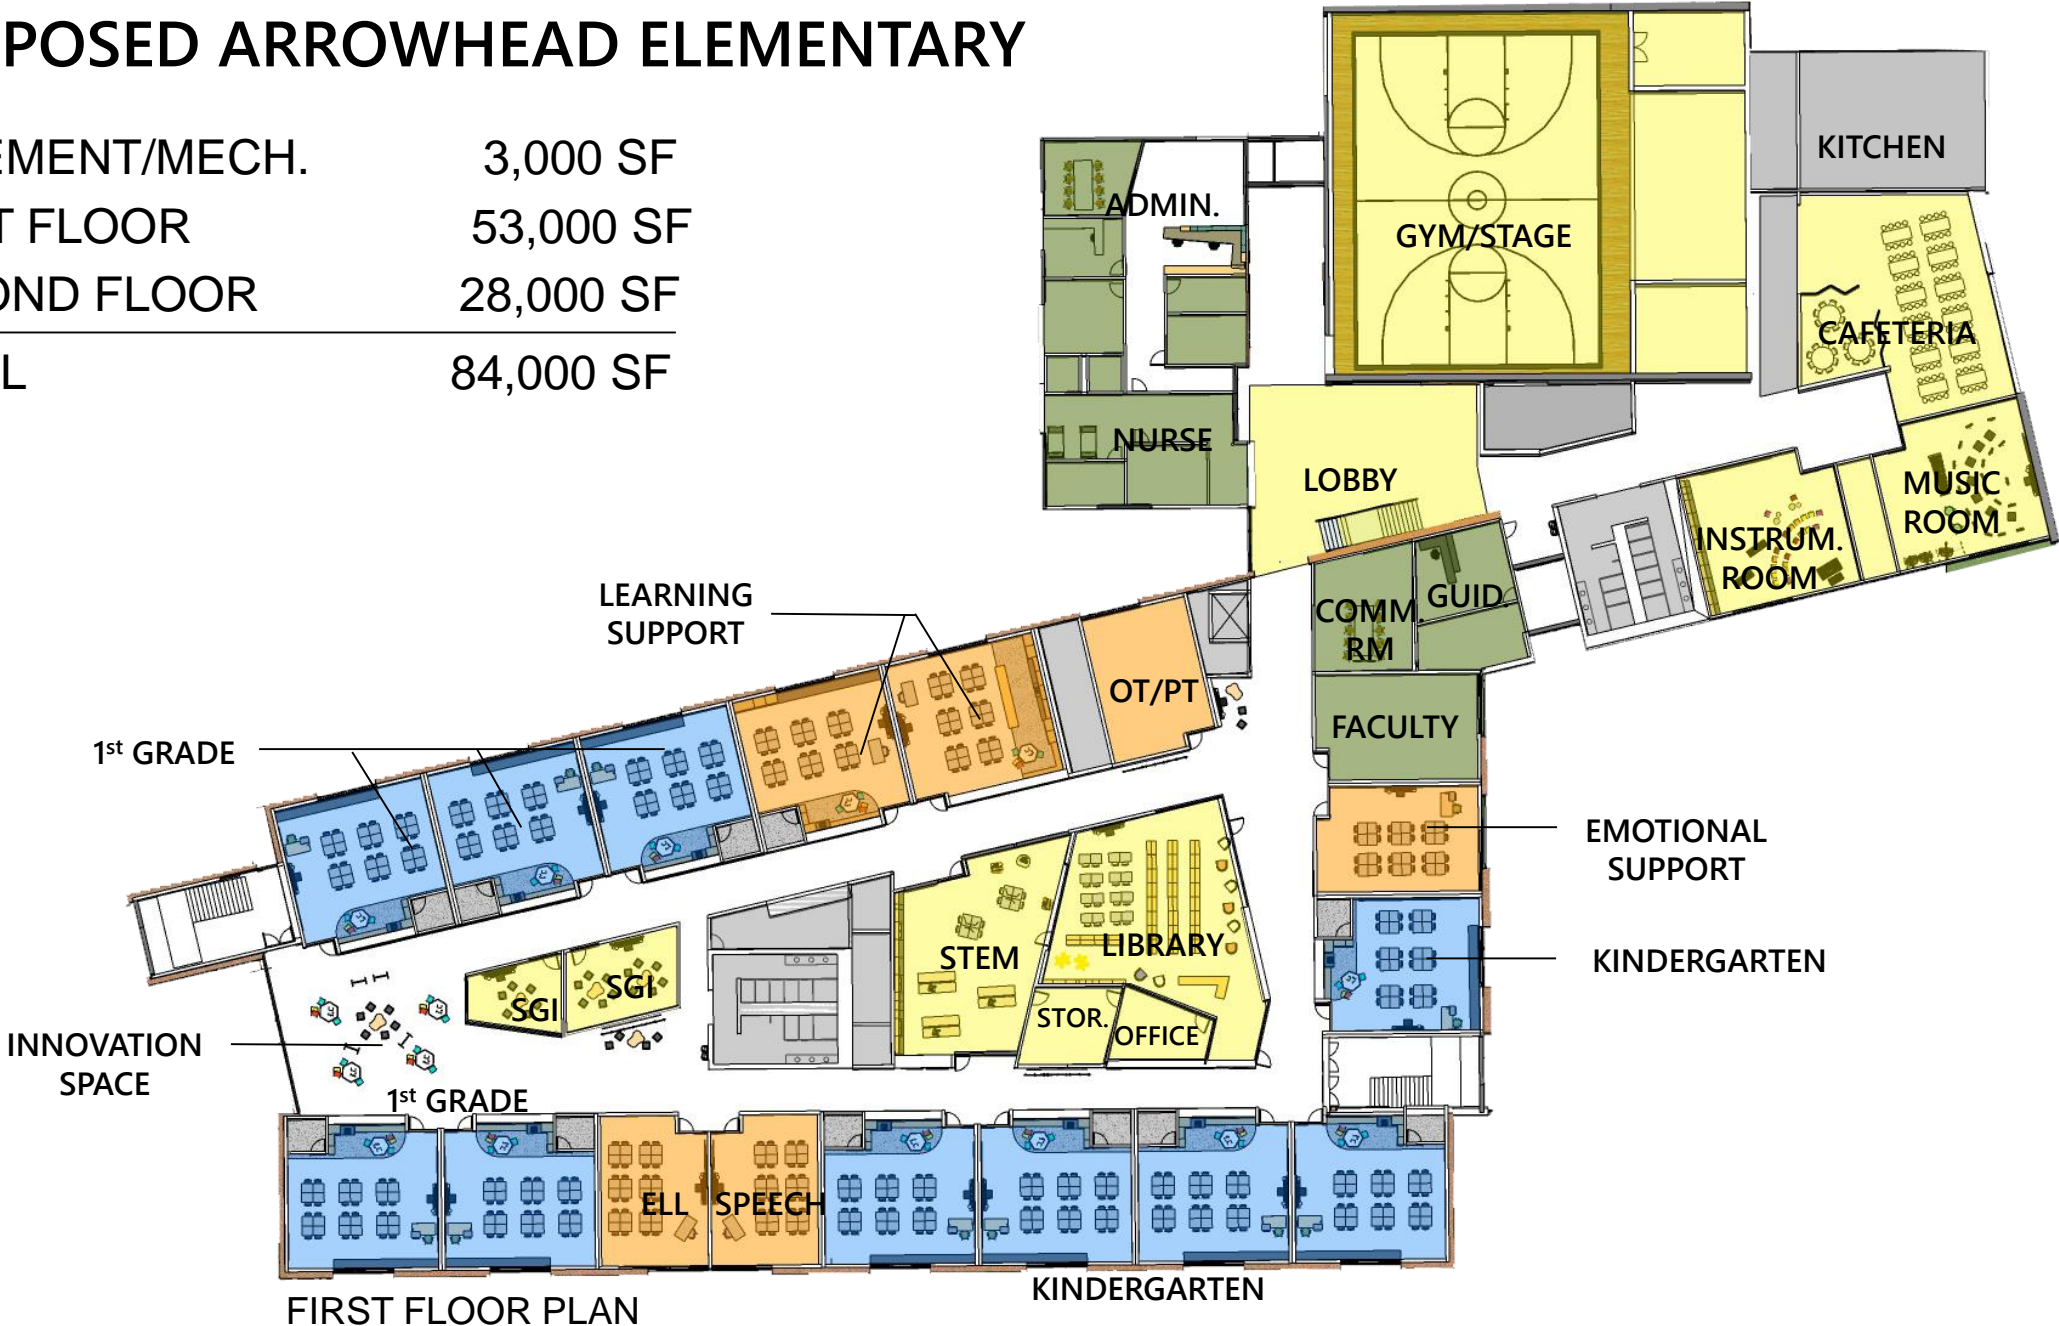 POSED ARROWHEAD ELEMENTARY
EMENT/MECH. 3,000 SF
T FLOOR 53,000 SF
OND FLOOR 28,000 SF
L 84,000 SF
KITCHEN
ADMIN.
GYM/STAGE
CAFETERIA
NURSE
LOBBY
MUSIC
ROOM
INSTRUM.
ROOM
LEARNING
SUPPORT
GUID.
COMM.
RM
OT/PT
FACULTY
1st GRADE
EMOTIONAL
SUPPORT
STEM
LIBRARY
KINDERGARTEN
SGI
SGI
STOR.
OFFICE
INNOVATION
SPACE
1st GRADE
ELL
SPEECH
KINDERGARTEN
FIRST FLOOR PLAN